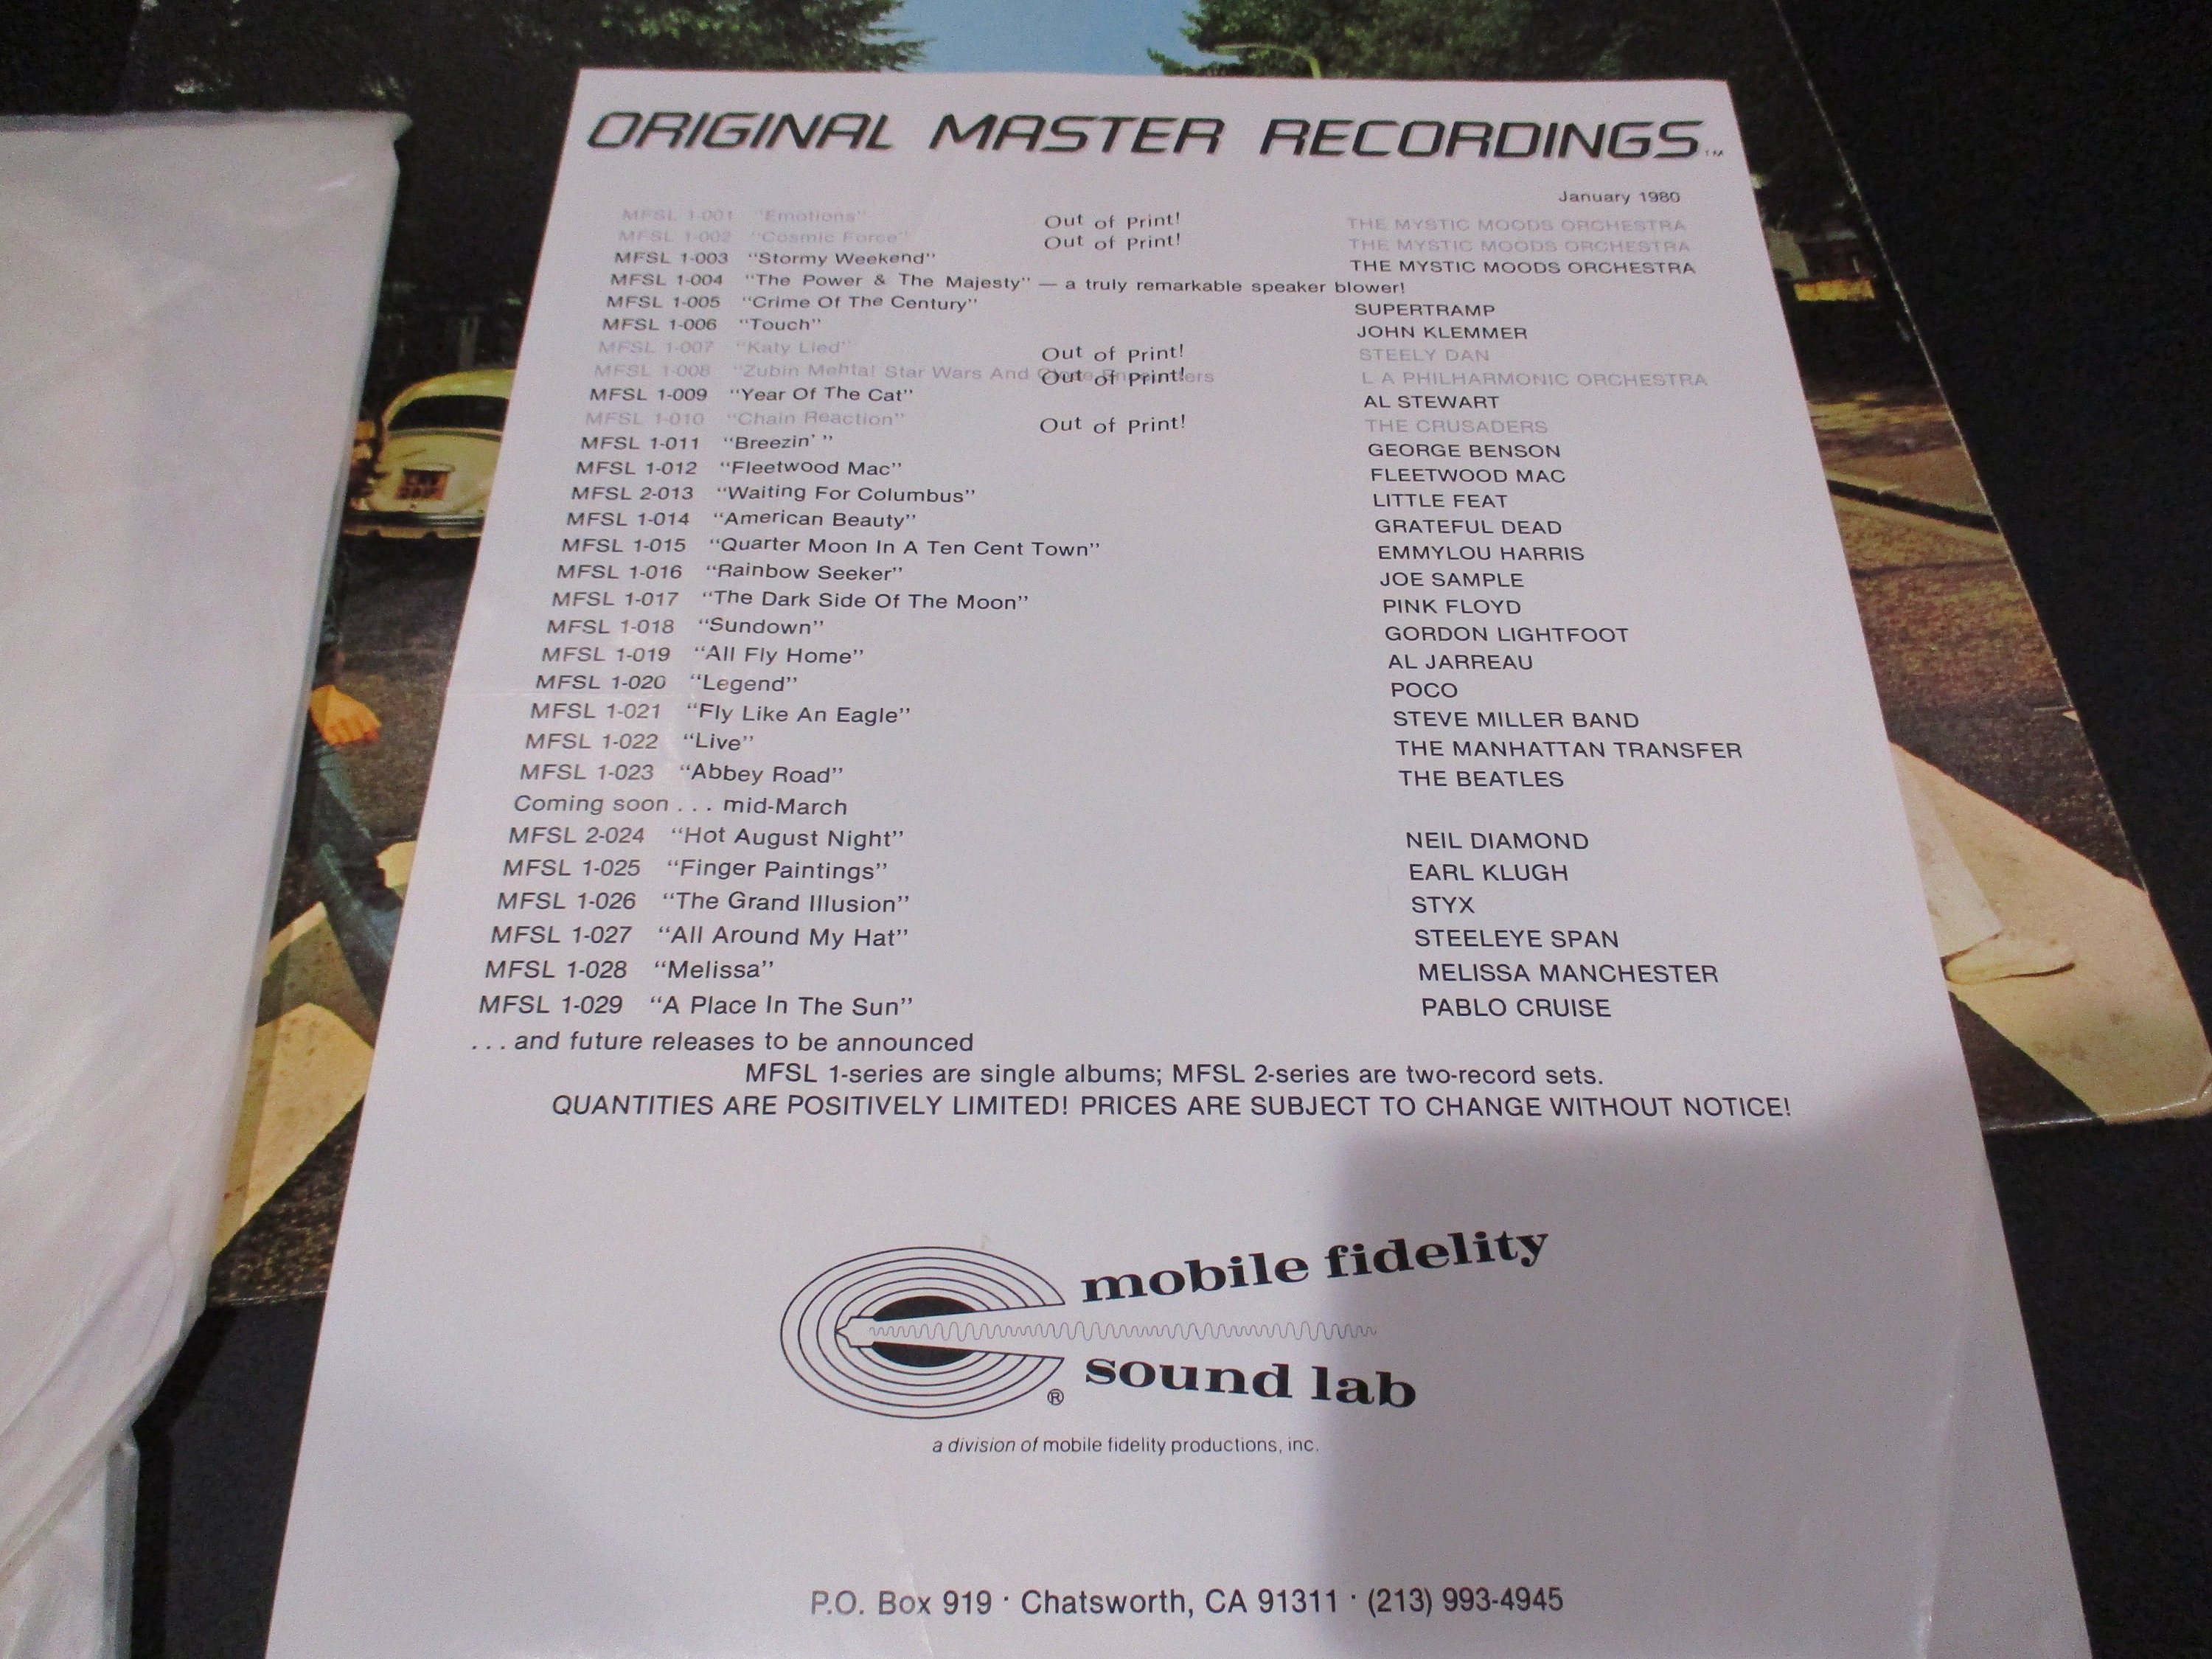 ORIGINAL MASTER RECORDINGS™
January 1980
MFSL 1-001 "Emotions" Out of Print! THE MYSTIC MOODS ORCHESTRA
MFSL 1-002 "Cosmic Force" Out of Print! THE MYSTIC MOODS ORCHESTRA
MFSL 1-003 "Stormy Weekend" THE MYSTIC MOODS ORCHESTRA
MFSL 1-004 "The Power & The Majesty" — a truly remarkable speaker blower!
MFSL 1-005 "Crime Of The Century" SUPERTRAMP
MFSL 1-006 "Touch" JOHN KLEMMER
MFSL 1-007 "Katy Lied" Out of Print! STEELY DAN
MFSL 1-008 "Zubin Mehta! Star Wars And Out of Print! L A PHILHARMONIC ORCHESTRA
MFSL 1-009 "Year Of The Cat" AL STEWART
MFSL 1-010 "Chain Reaction" Out of Print! THE CRUSADERS
MFSL 1-011 "Breezin' " GEORGE BENSON
MFSL 1-012 "Fleetwood Mac" FLEETWOOD MAC
MFSL 2-013 "Waiting For Columbus" LITTLE FEAT
MFSL 1-014 "American Beauty" GRATEFUL DEAD
MFSL 1-015 "Quarter Moon In A Ten Cent Town" EMMYLOU HARRIS
MFSL 1-016 "Rainbow Seeker" JOE SAMPLE
MFSL 1-017 "The Dark Side Of The Moon" PINK FLOYD
MFSL 1-018 "Sundown" GORDON LIGHTFOOT
MFSL 1-019 "All Fly Home" AL JARREAU
MFSL 1-020 "Legend" POCO
MFSL 1-021 "Fly Like An Eagle" STEVE MILLER BAND
MFSL 1-022 "Live" THE MANHATTAN TRANSFER
MFSL 1-023 "Abbey Road" THE BEATLES
Coming soon . . . mid-March
MFSL 2-024 "Hot August Night" NEIL DIAMOND
MFSL 1-025 "Finger Paintings" EARL KLUGH
MFSL 1-026 "The Grand Illusion" STYX
MFSL 1-027 "All Around My Hat" STEELEYE SPAN
MFSL 1-028 "Melissa" MELISSA MANCHESTER
MFSL 1-029 "A Place In The Sun" PABLO CRUISE
. . . and future releases to be announced
MFSL 1-series are single albums; MFSL 2-series are two-record sets.
QUANTITIES ARE POSITIVELY LIMITED! PRICES ARE SUBJECT TO CHANGE WITHOUT NOTICE!
mobile fidelity
sound lab
®
a division of mobile fidelity productions, inc.
P.O. Box 919 · Chatsworth, CA 91311 · (213) 993-4945